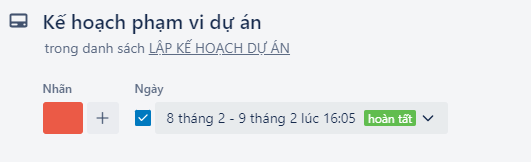 Kế hoạch phạm vi dự án
trong danh sách LẬP KẾ HOẠCH DỰ ÁN
Nhãn Ngày
8 tháng 2 - 9 tháng 2 lúc 16:05 hoàn tất